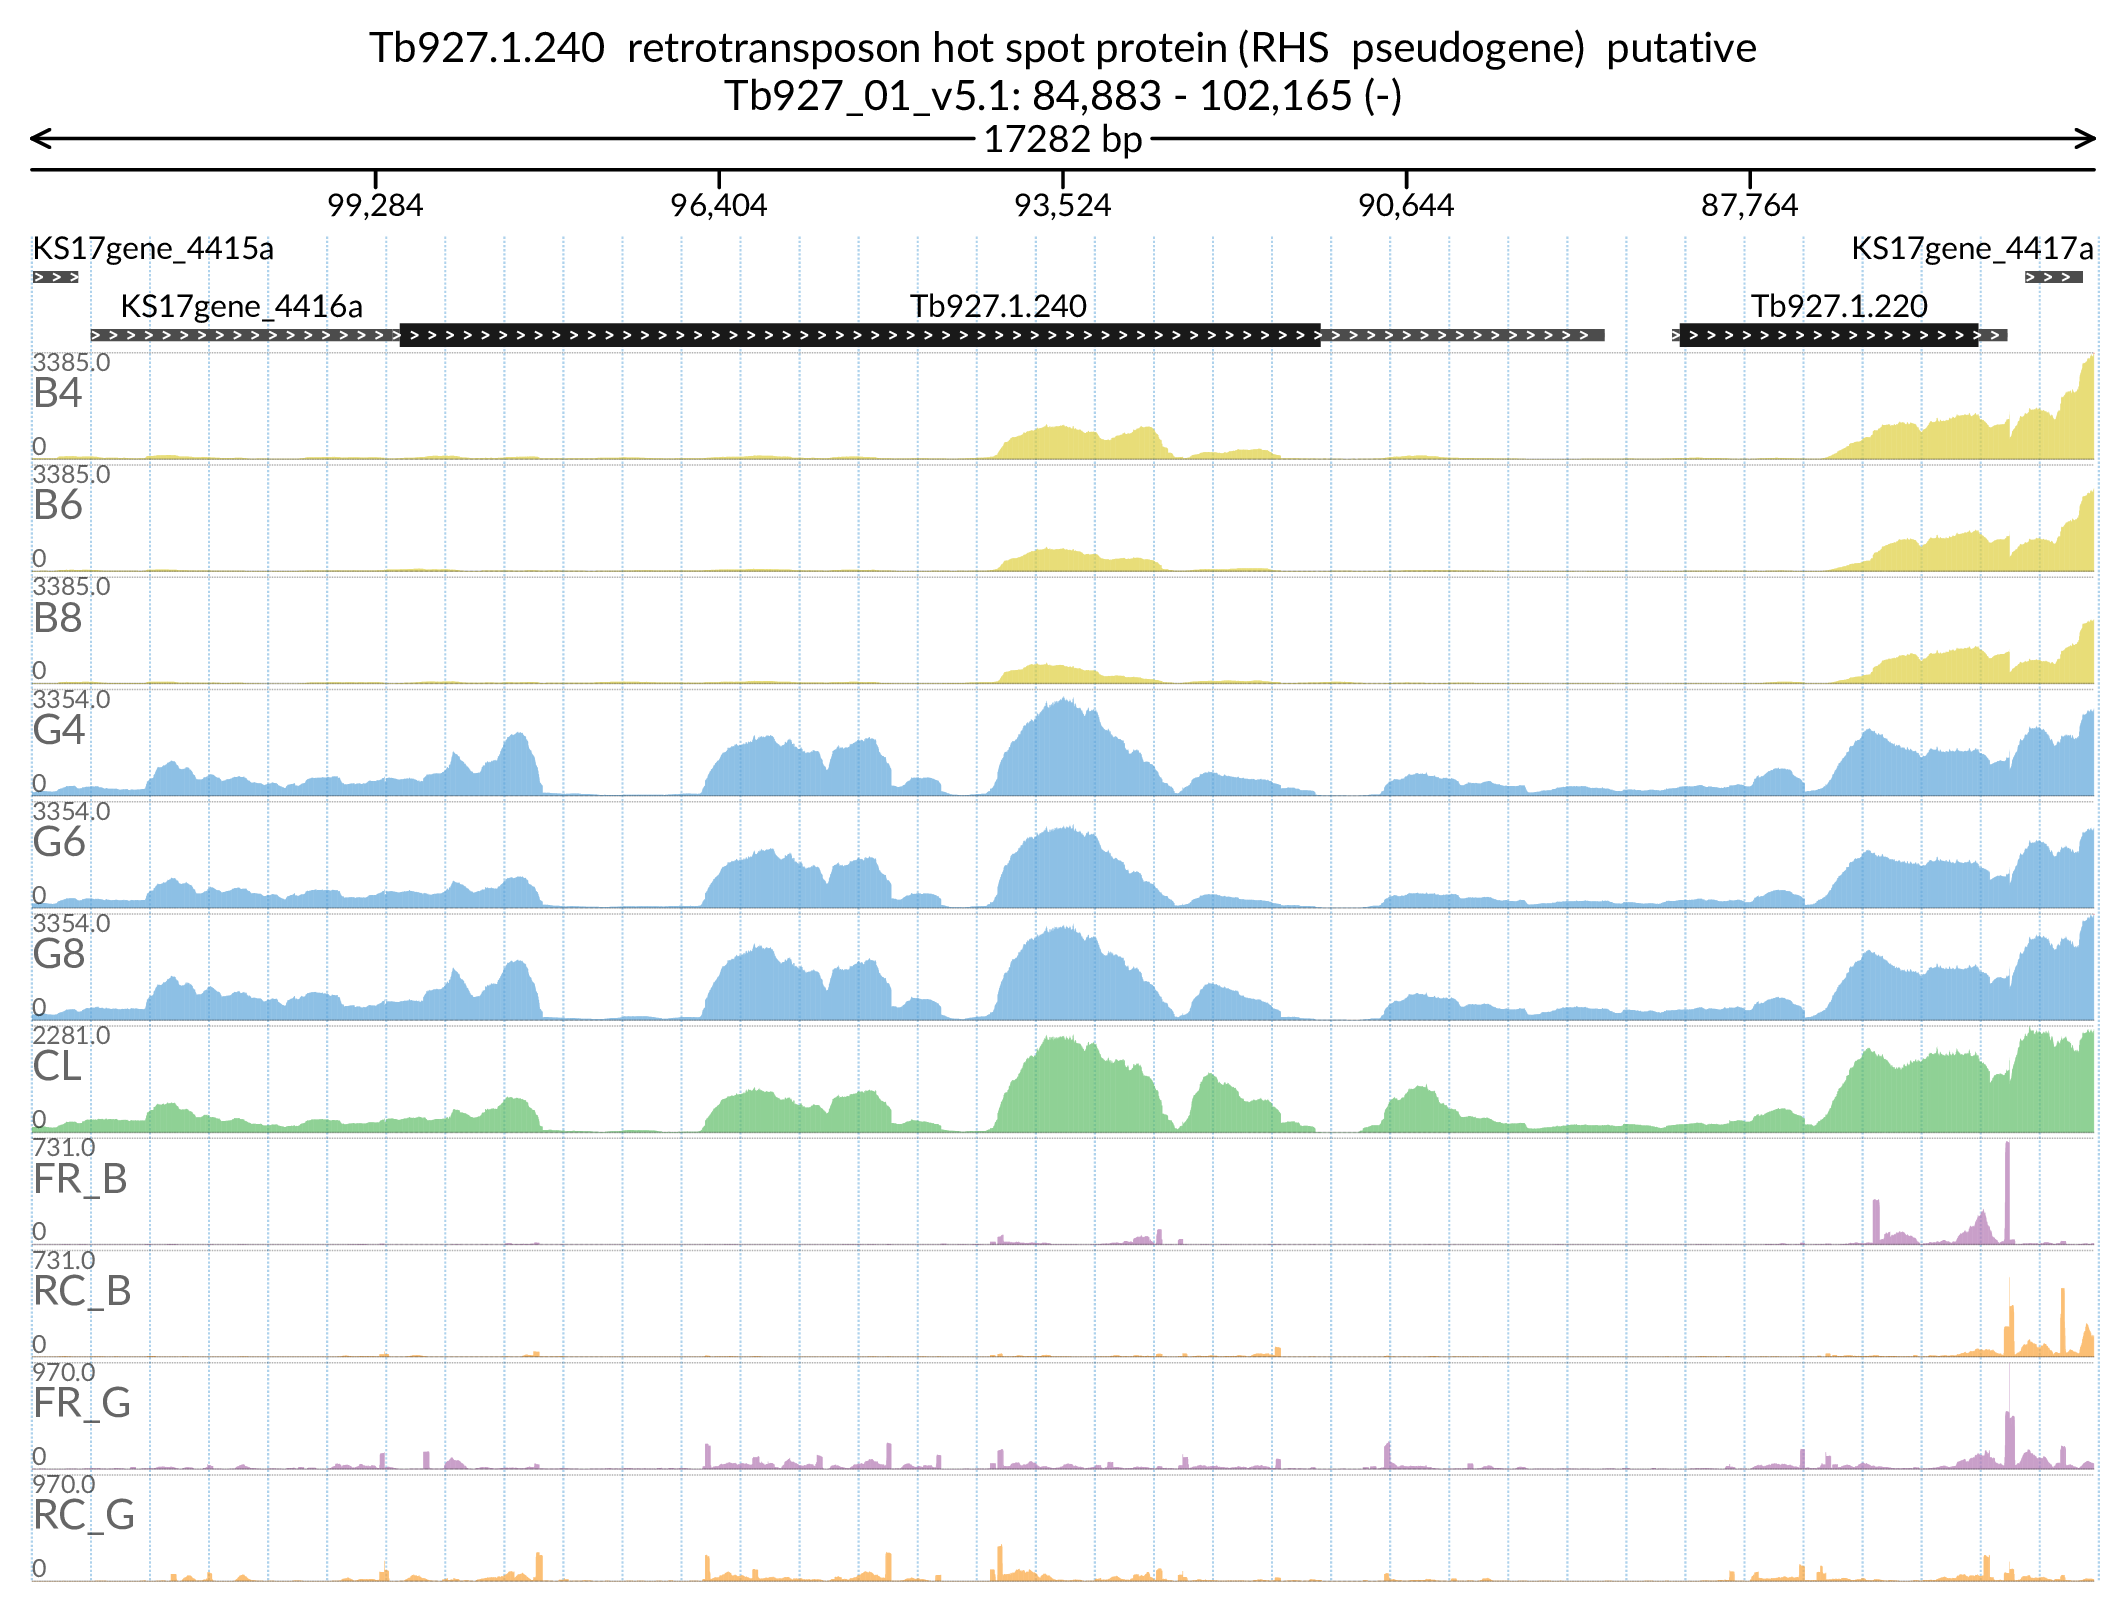 Tb927.1.240  retrotransposon hot spot protein (RHS  pseudogene)  putative
Tb927_01_v5.1: 84,883 - 102,165 (-)
17282 bp
99,284 96,404 93,524 90,644 87,764
KS17gene_4415a KS17gene_4417a
KS17gene_4416a Tb927.1.240 Tb927.1.220
3385.0
B4
0
3385.0
B6
0
3385.0
B8
0
3354.0
G4
0
3354.0
G6
0
3354.0
G8
0
2281.0
CL
0
731.0
FR_B
0
731.0
RC_B
0
970.0
FR_G
0
970.0
RC_G
0